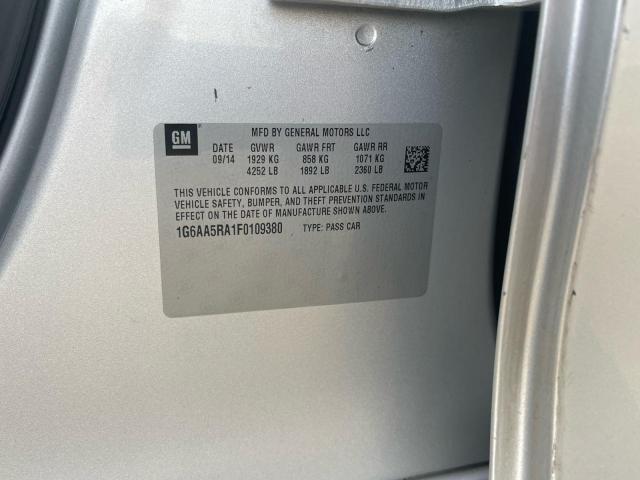 GM
MFD BY GENERAL MOTORS LLC
DATE GVWR GAWR FRT GAWR RR
09/14 1929 KG 858 KG 1071 KG
4252 LB 1892 LB 2360 LB
THIS VEHICLE CONFORMS TO ALL APPLICABLE U.S. FEDERAL MOTOR
VEHICLE SAFETY, BUMPER, AND THEFT PREVENTION STANDARDS IN
EFFECT ON THE DATE OF MANUFACTURE SHOWN ABOVE.
1G6AA5RA1F0109380 TYPE: PASS CAR